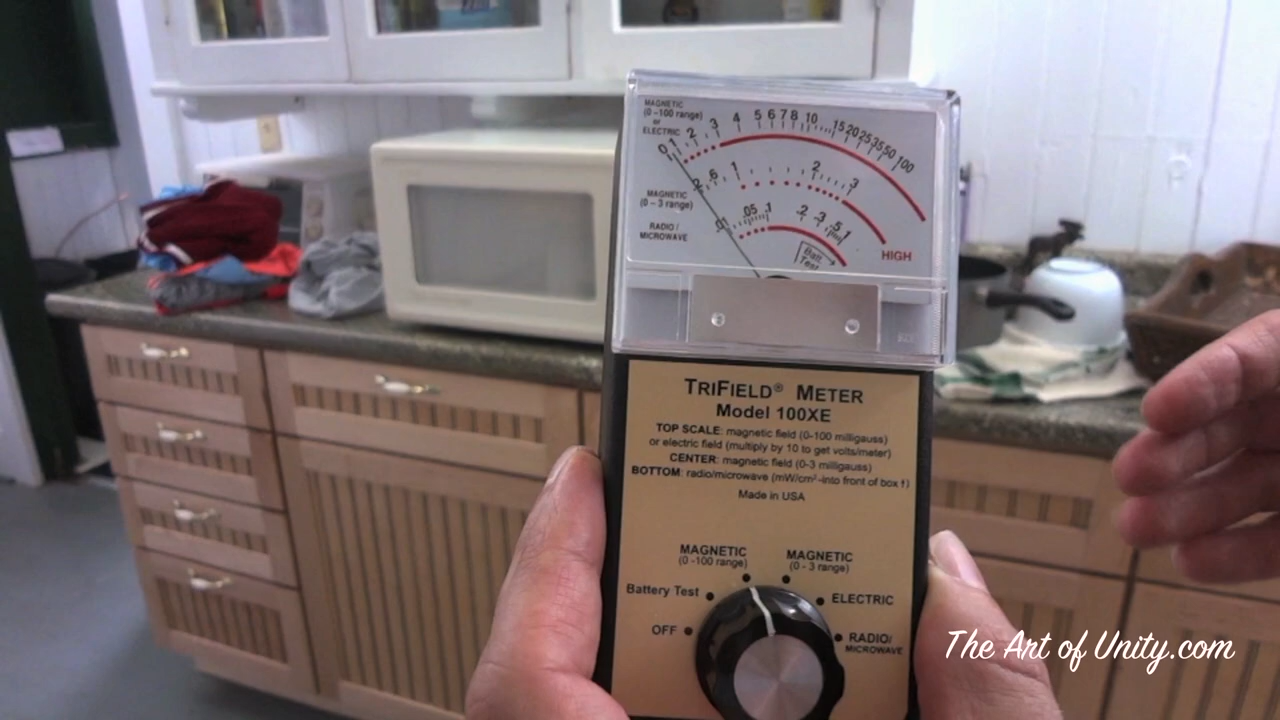 MAGNETIC
(0 -100 range)
or
ELECTRIC
0 1 2 3 4 5 6 7 8 10 15 20 25 35 50 100
MAGNETIC
(0 – 3 range)
.2 .6 1 2 3
RADIO /
MICROWAVE
.01 .05 .1 .2 .3 .5 1
HIGH
Batt
Test
TRIFIELD® METER
Model 100XE
TOP SCALE: magnetic field (0-100 milligauss)
or electric field (multiply by 10 to get volts/meter)
CENTER: magnetic field (0-3 milligauss)
BOTTOM: radio/microwave (mW/cm²-into front of box ↑)
Made in USA
MAGNETIC
(0 -100 range)
MAGNETIC
(0 - 3 range)
Battery Test
ELECTRIC
OFF
RADIO/
MICROWAVE
The Art of Unity.com